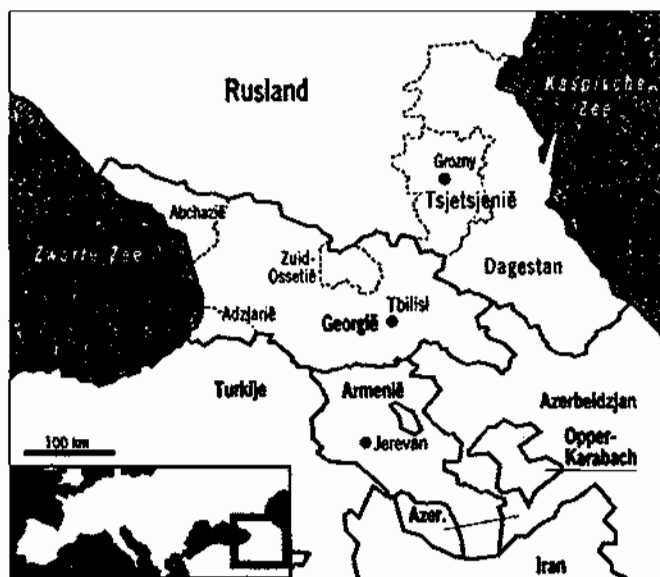 Rusland
Kaspische
Zee
Grozny
Tsjetsjenië
Abchazië
Zwarte Zee
Zuid-
Ossetië
Dagestan
Tbilisi
Adzjarië
Georgië
Turkije
Armenië
Azerbeidzjan
100 km
Jerevan
Opper-
Karabach
Azer.
Iran